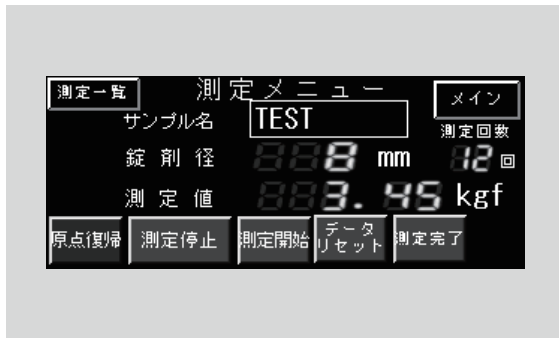 測定一覧 測定メニュー メイン
サンプル名 TEST 測定回数
錠剤径 8 mm 12 回
測定値 3.45 kgf
原点復帰 測定停止 測定開始 データリセット 測定完了